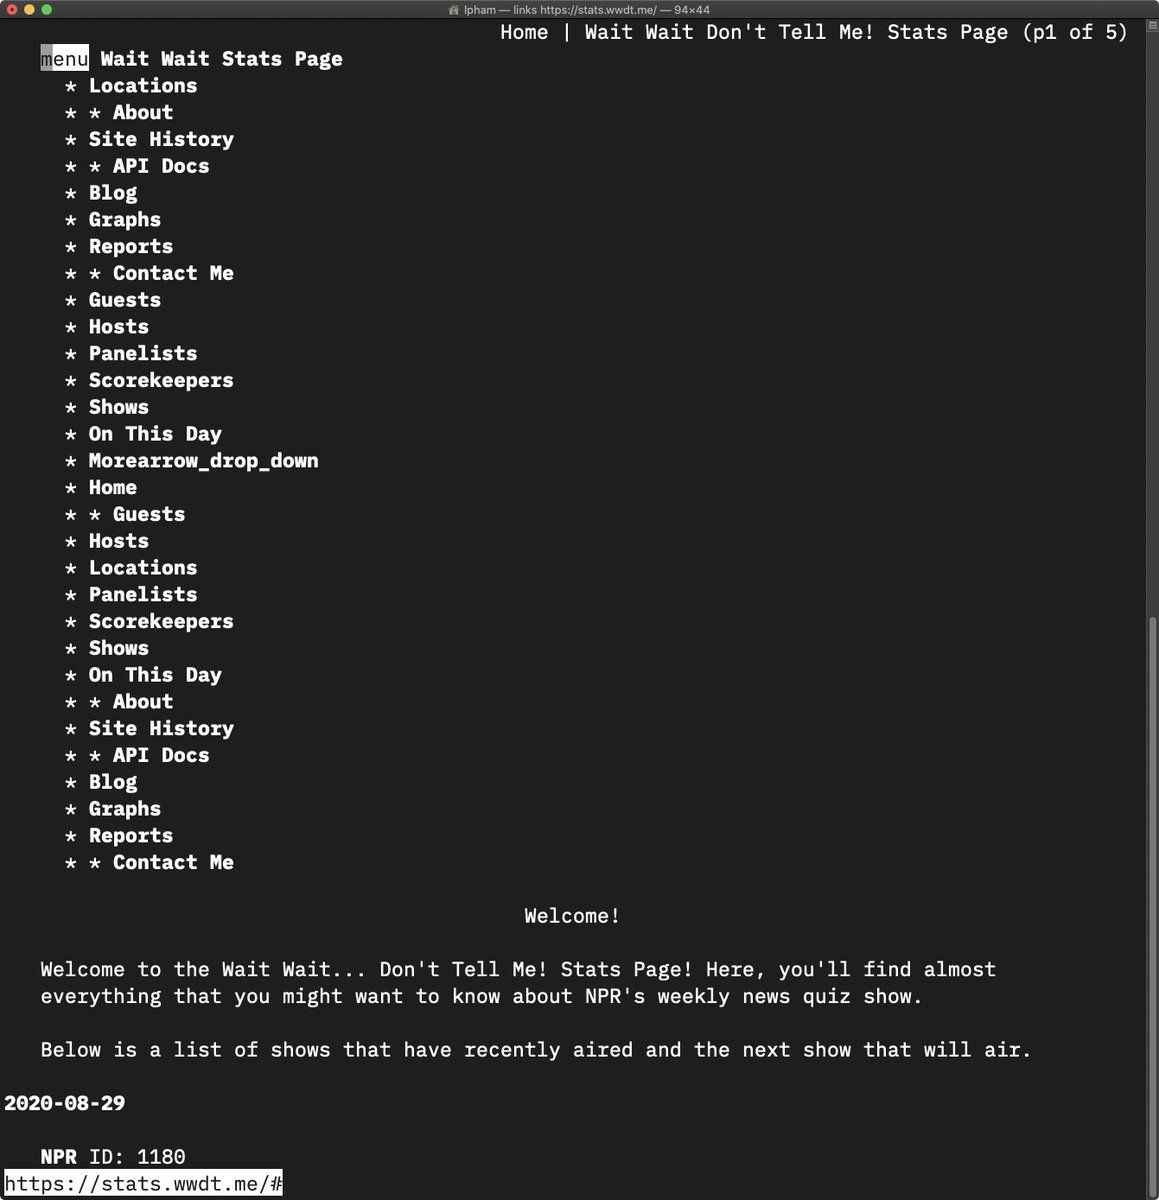 lpham — links https://stats.wwdt.me/ — 94×44
Home | Wait Wait Don't Tell Me! Stats Page (p1 of 5)
menu Wait Wait Stats Page
* Locations
* * About
* Site History
* * API Docs
* Blog
* Graphs
* Reports
* * Contact Me
* Guests
* Hosts
* Panelists
* Scorekeepers
* Shows
* On This Day
* Morearrow_drop_down
* Home
* * Guests
* Hosts
* Locations
* Panelists
* Scorekeepers
* Shows
* On This Day
* * About
* Site History
* * API Docs
* Blog
* Graphs
* Reports
* * Contact Me
Welcome!
Welcome to the Wait Wait... Don't Tell Me! Stats Page! Here, you'll find almost
everything that you might want to know about NPR's weekly news quiz show.
Below is a list of shows that have recently aired and the next show that will air.
2020-08-29
NPR ID: 1180
https://stats.wwdt.me/#